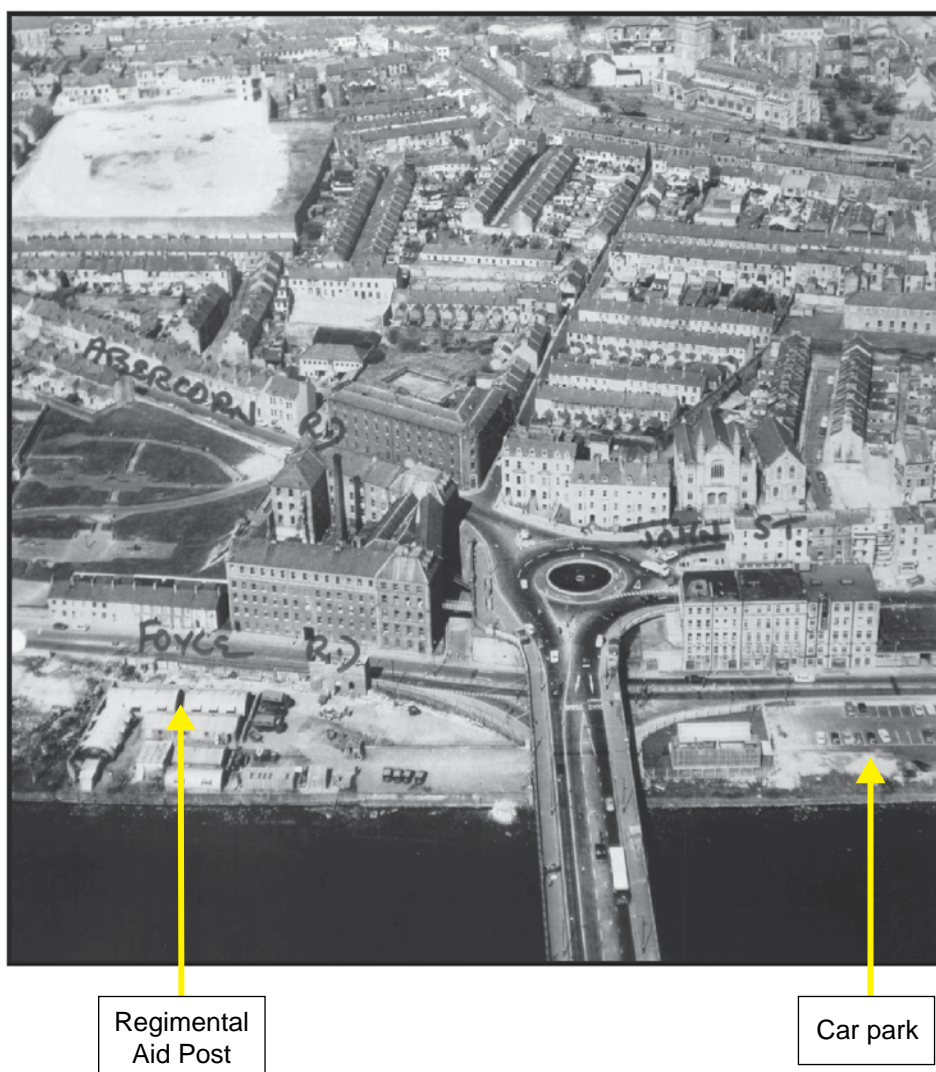 ABERCORN RD
JOHN ST
FOYLE RD
Regimental
Aid Post
Car park